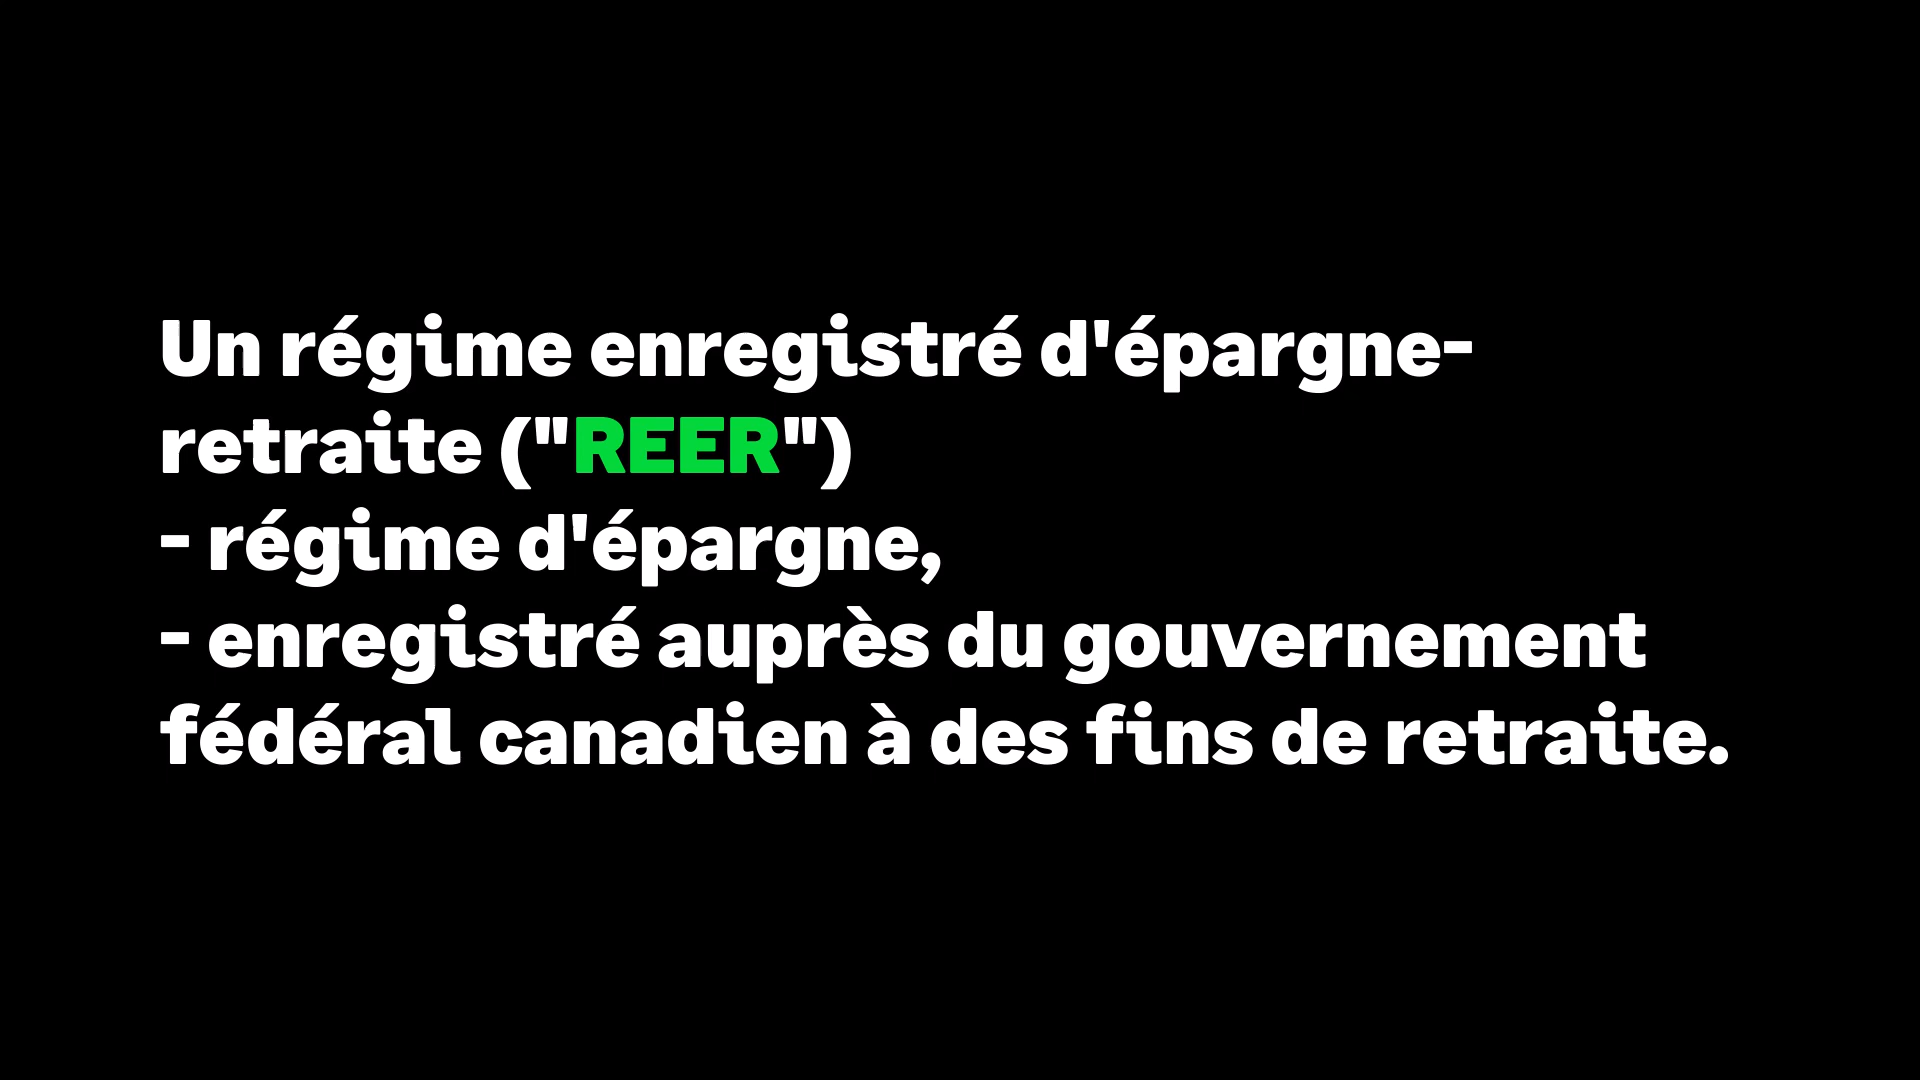 Un régime enregistré d'épargne-
retraite ("REER")
- régime d'épargne,
- enregistré auprès du gouvernement
fédéral canadien à des fins de retraite.